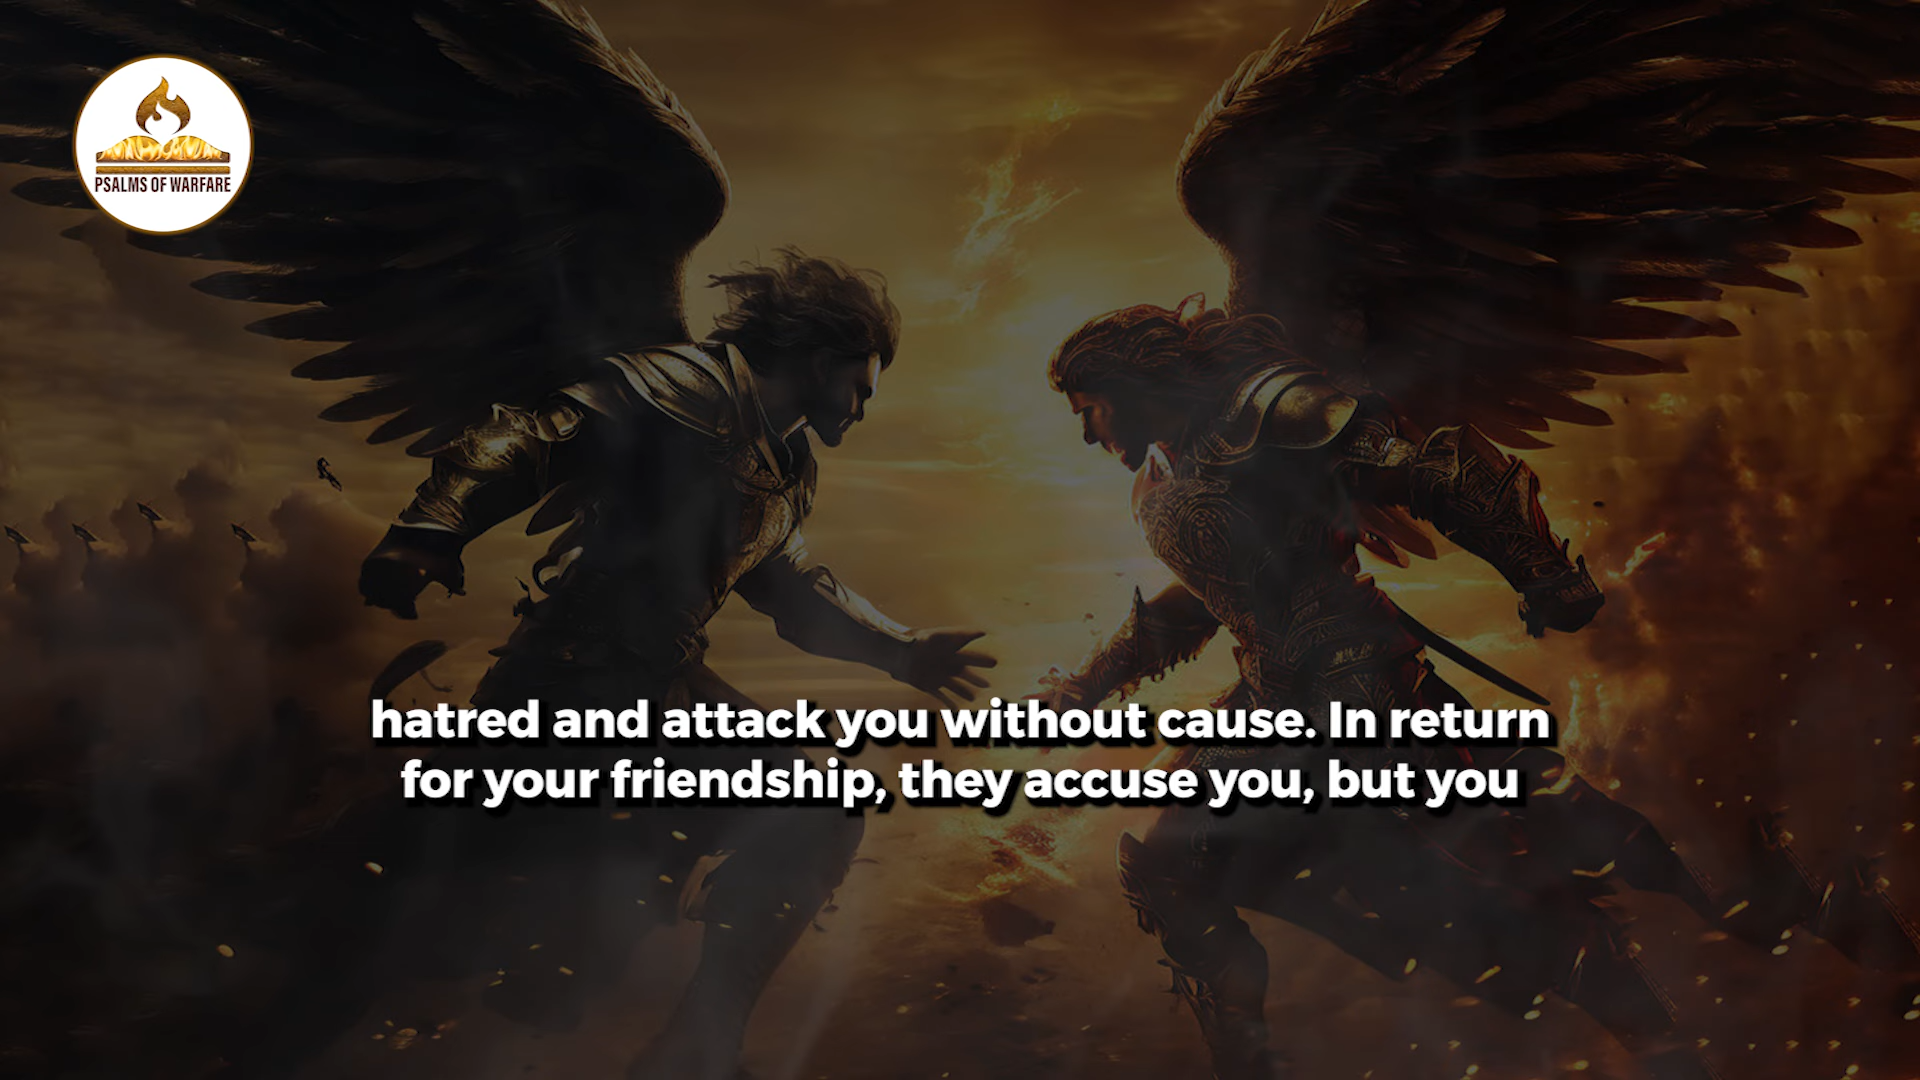 PSALMS OF WARFARE
hatred and attack you without cause. In return
for your friendship, they accuse you, but you